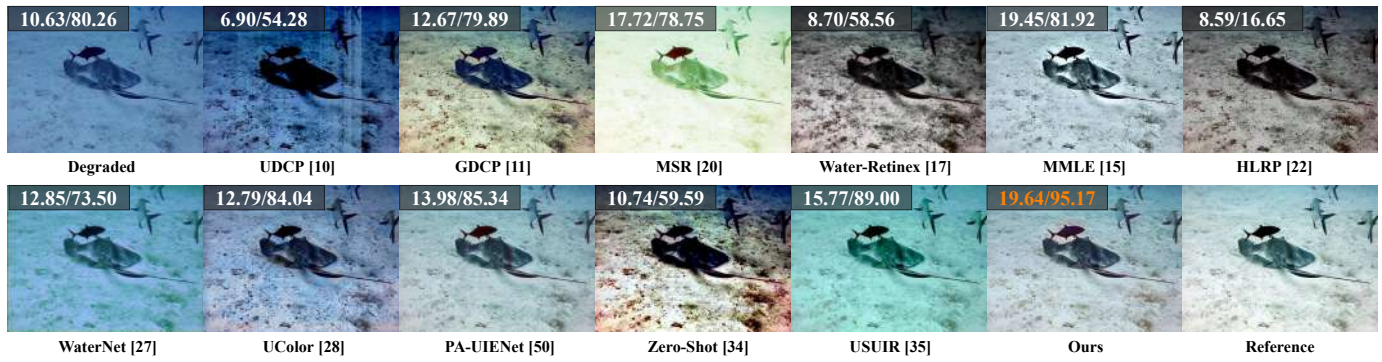 10.63/80.26 6.90/54.28 12.67/79.89 17.72/78.75 8.70/58.56 19.45/81.92 8.59/16.65
Degraded UDCP [10] GDCP [11] MSR [20] Water-Retinex [17] MMLE [15] HLRP [22]
12.85/73.50 12.79/84.04 13.98/85.34 10.74/59.59 15.77/89.00 19.64/95.17
WaterNet [27] UColor [28] PA-UIENet [50] Zero-Shot [34] USUIR [35] Ours Reference